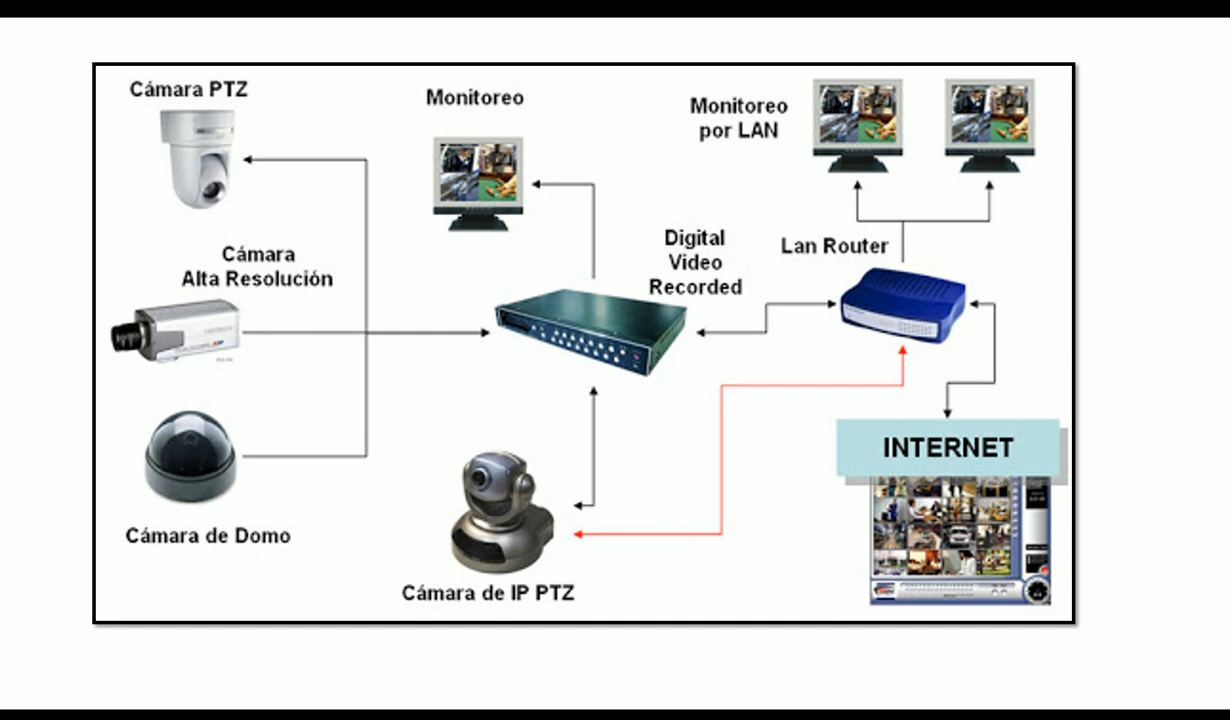 Cámara PTZ
Monitoreo
Monitoreo
por LAN
Cámara
Alta Resolución
Digital
Video
Recorded
Lan Router
INTERNET
Cámara de Domo
Cámara de IP PTZ